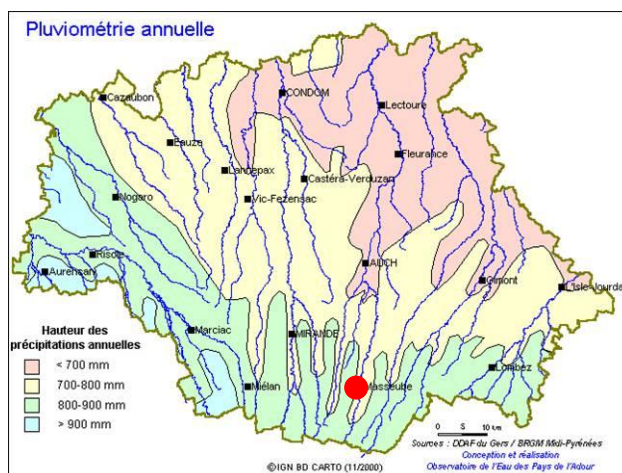 Pluviométrie annuelle
Cazaubon
CONDOM
Lectoure
Eauze
Fleurance
Lannepax
Castéra-Verduzan
Nogaro
Vic-Fezensac
Riscle
AUCH
Aurensan
Gimont
L'Isle-Jourda
Marciac
MIRANDE
Lombez
Miélan
Masseube
Hauteur des
précipitations annuelles
< 700 mm
700-800 mm
800-900 mm
> 900 mm
0 5 10 km
Sources : DDAF du Gers / BRGM Midi-Pyrénées
Conception et réalisation
Observatoire de l'Eau des Pays de l'Adour
©IGN BD CARTO (11/2000)